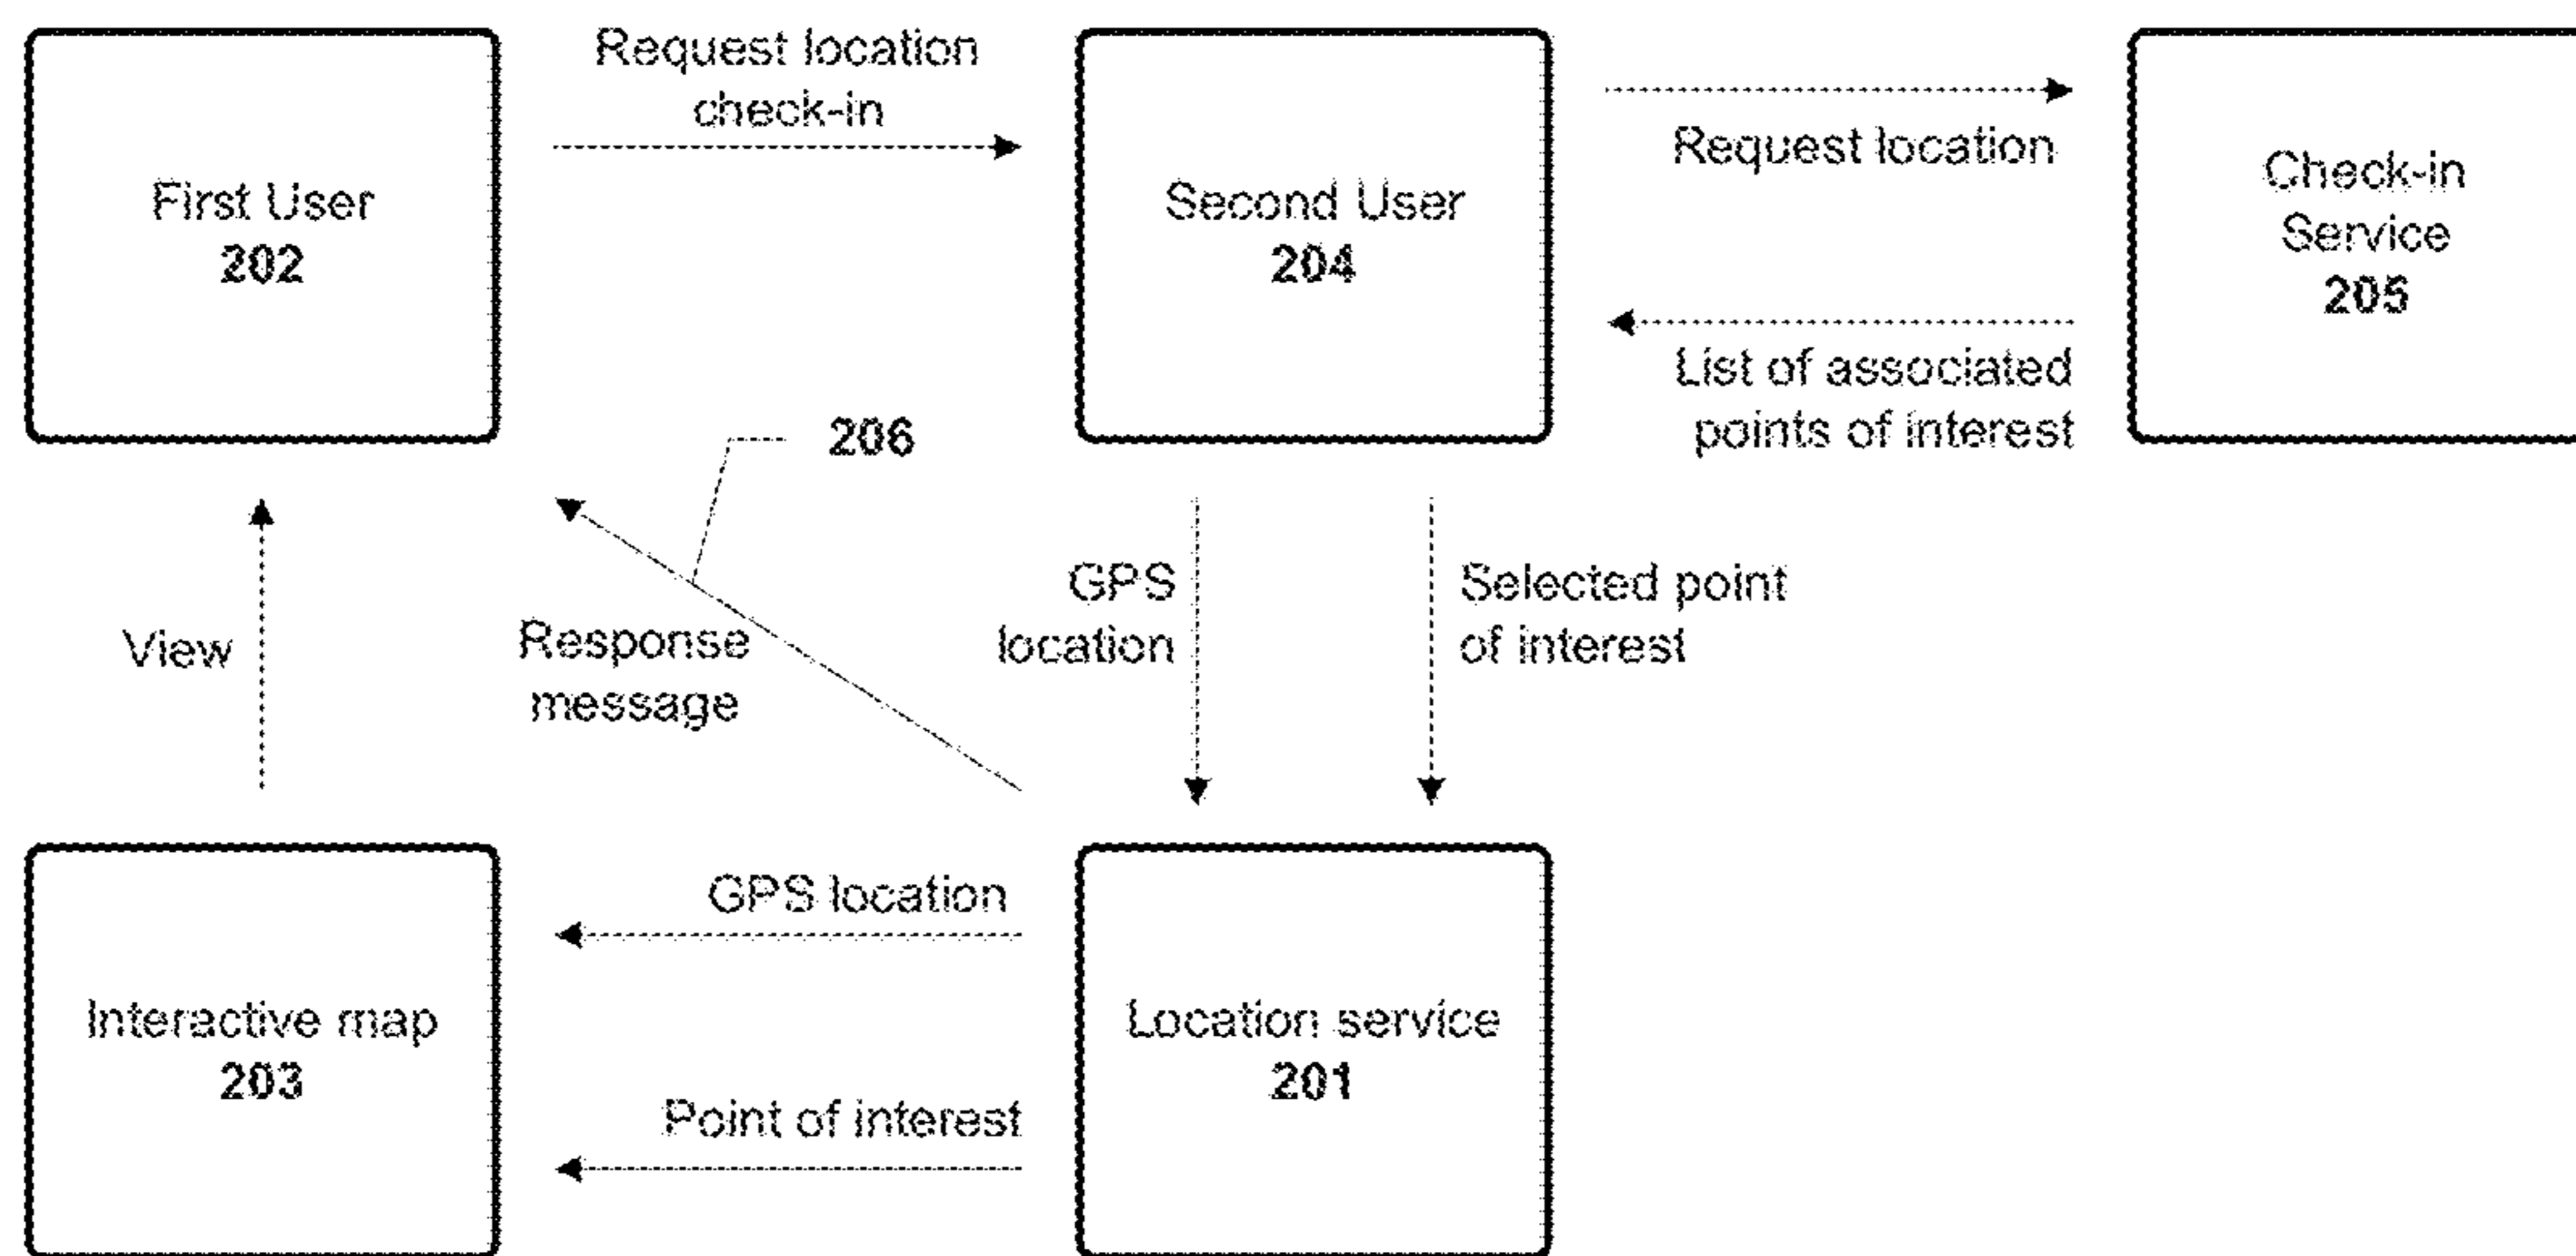 First User
202
Request location
check-in
Second User
204
Request location
Check-in
Service
205
List of associated
points of interest
206
View
Response
message
GPS
location
Selected point
of interest
Interactive map
203
GPS location
Point of interest
Location service
201